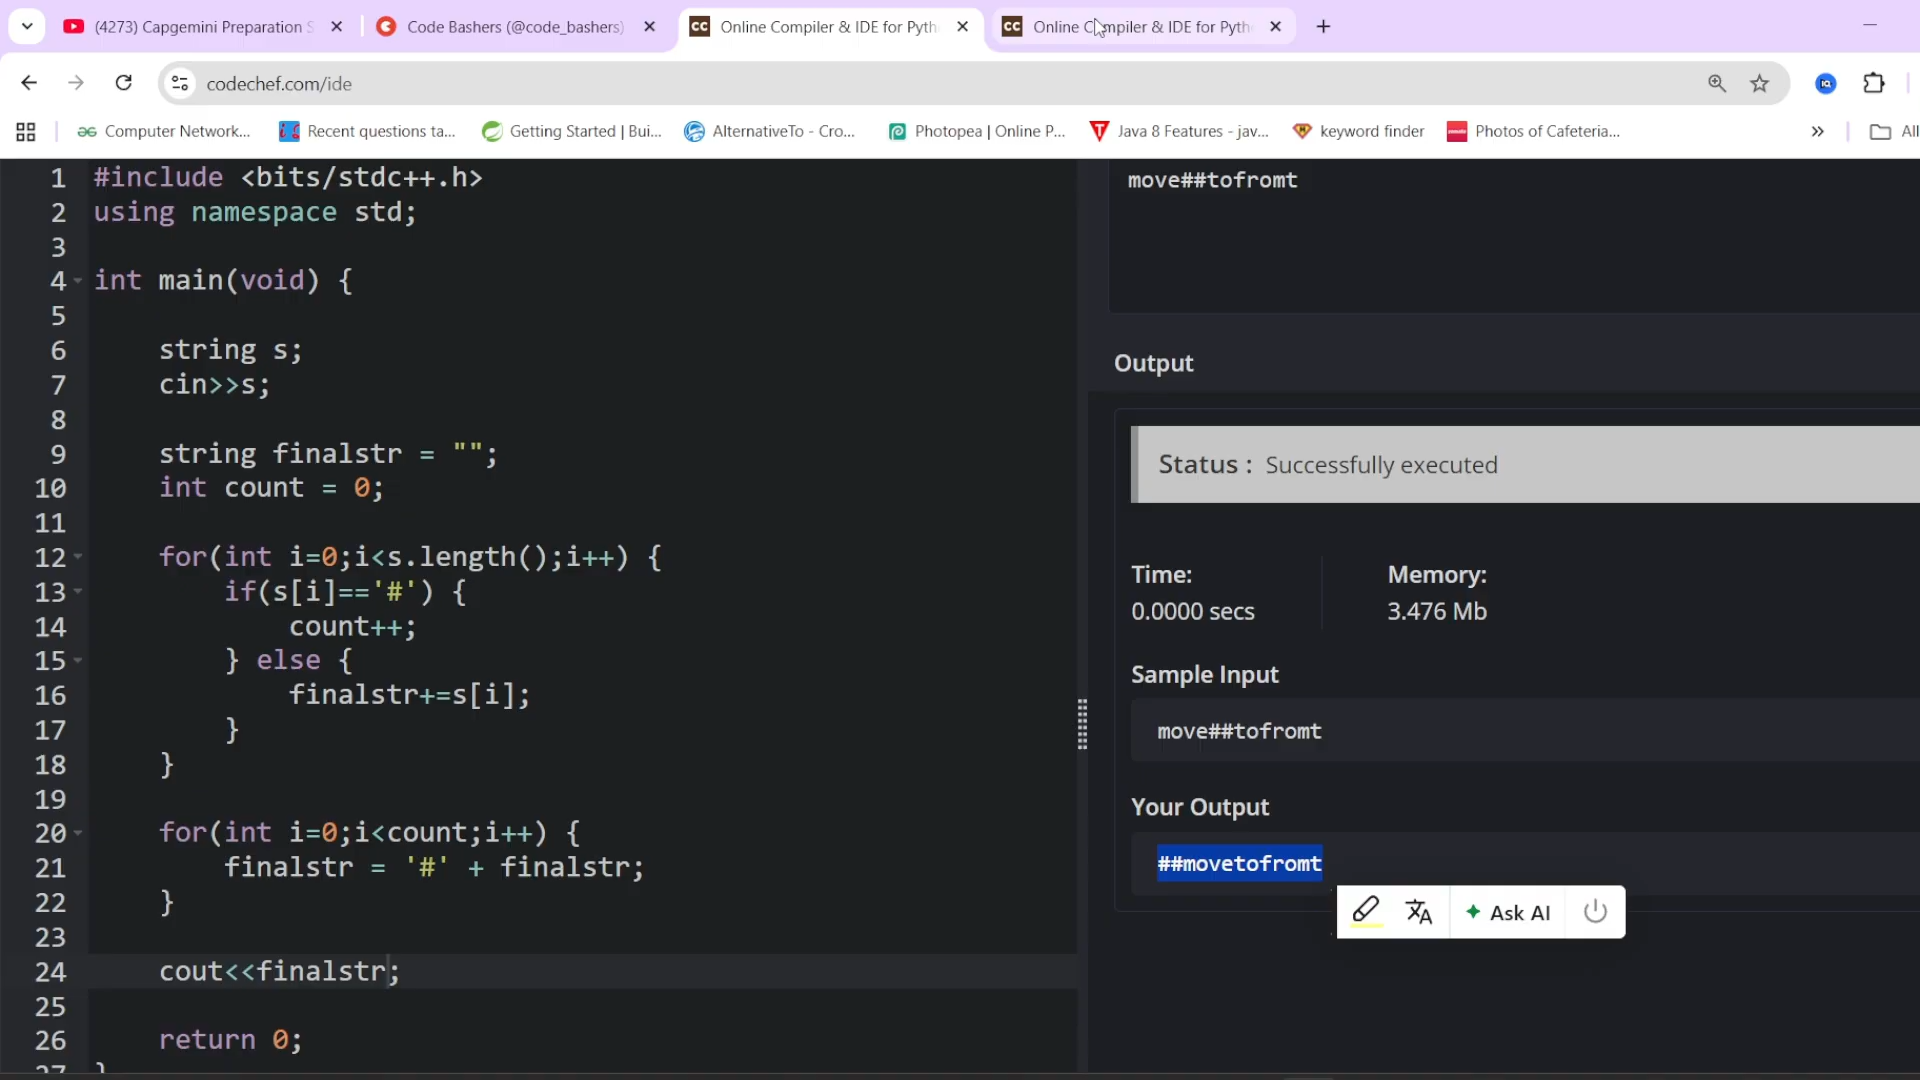 (4273) Capgemini Preparation S
Code Bashers (@code_bashers)
Online Compiler & IDE for Pyth
Online Compiler & IDE for Pyth
codechef.com/ide
Computer Network...
Recent questions ta...
Getting Started | Bui...
AlternativeTo - Cro...
Photopea | Online P...
Java 8 Features - jav...
keyword finder
Photos of Cafeteria...
All
1 #include <bits/stdc++.h>
2 using namespace std;
3
4 int main(void) {
5
6 string s;
7 cin>>s;
8
9 string finalstr = "";
10 int count = 0;
11
12 for(int i=0;i<s.length();i++) {
13 if(s[i]=='#') {
14 count++;
15 } else {
16 finalstr+=s[i];
17 }
18 }
19
20 for(int i=0;i<count;i++) {
21 finalstr = '#' + finalstr;
22 }
23
24 cout<<finalstr;
25
26 return 0;
27 }
move##tofromt
Output
Status : Successfully executed
Time:
0.0000 secs
Memory:
3.476 Mb
Sample Input
move##tofromt
Your Output
##movetofromt
Ask AI